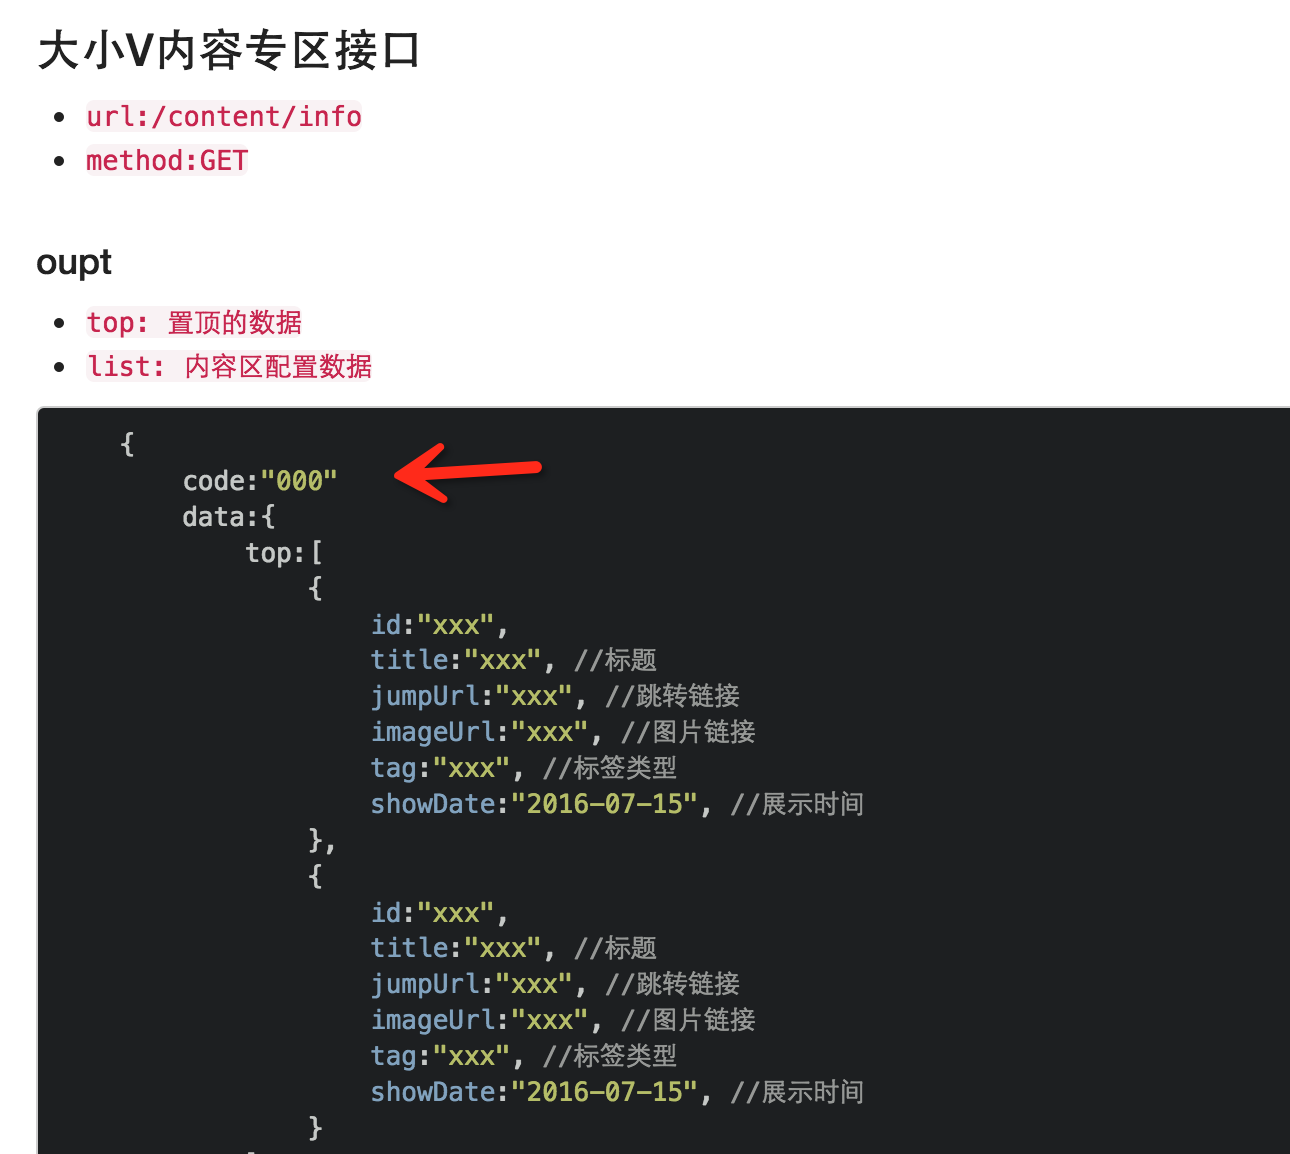 大小V内容专区接口
url:/content/info
method:GET
oupt
top: 置顶的数据
list: 内容区配置数据
{
code:"000"
data:{
top:[
{
id:"xxx",
title:"xxx", //标题
jumpUrl:"xxx", //跳转链接
imageUrl:"xxx", //图片链接
tag:"xxx", //标签类型
showDate:"2016-07-15", //展示时间
},
{
id:"xxx",
title:"xxx", //标题
jumpUrl:"xxx", //跳转链接
imageUrl:"xxx", //图片链接
tag:"xxx", //标签类型
showDate:"2016-07-15", //展示时间
}